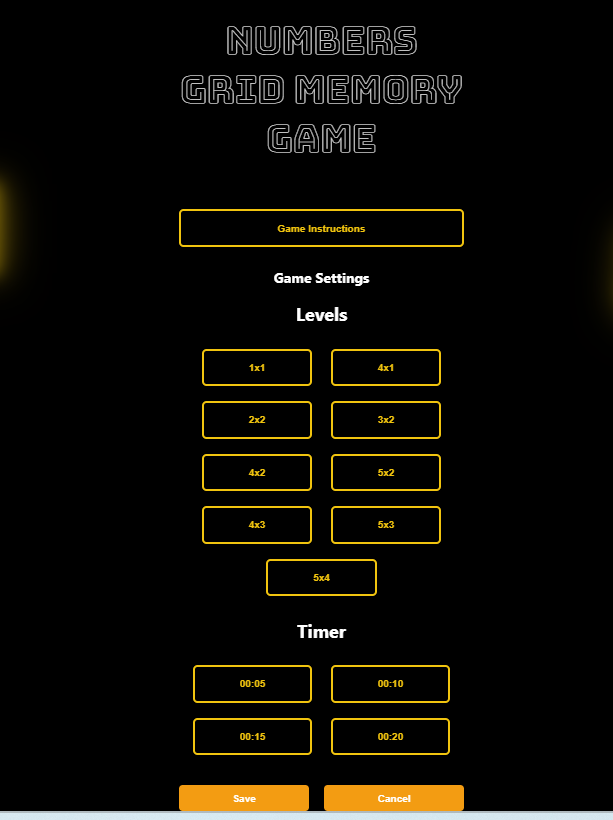 NUMBERS
GRID MEMORY
GAME
Game Instructions
Game Settings
Levels
1x1 4x1
2x2 3x2
4x2 5x2
4x3 5x3
5x4
Timer
00:05 00:10
00:15 00:20
Save Cancel